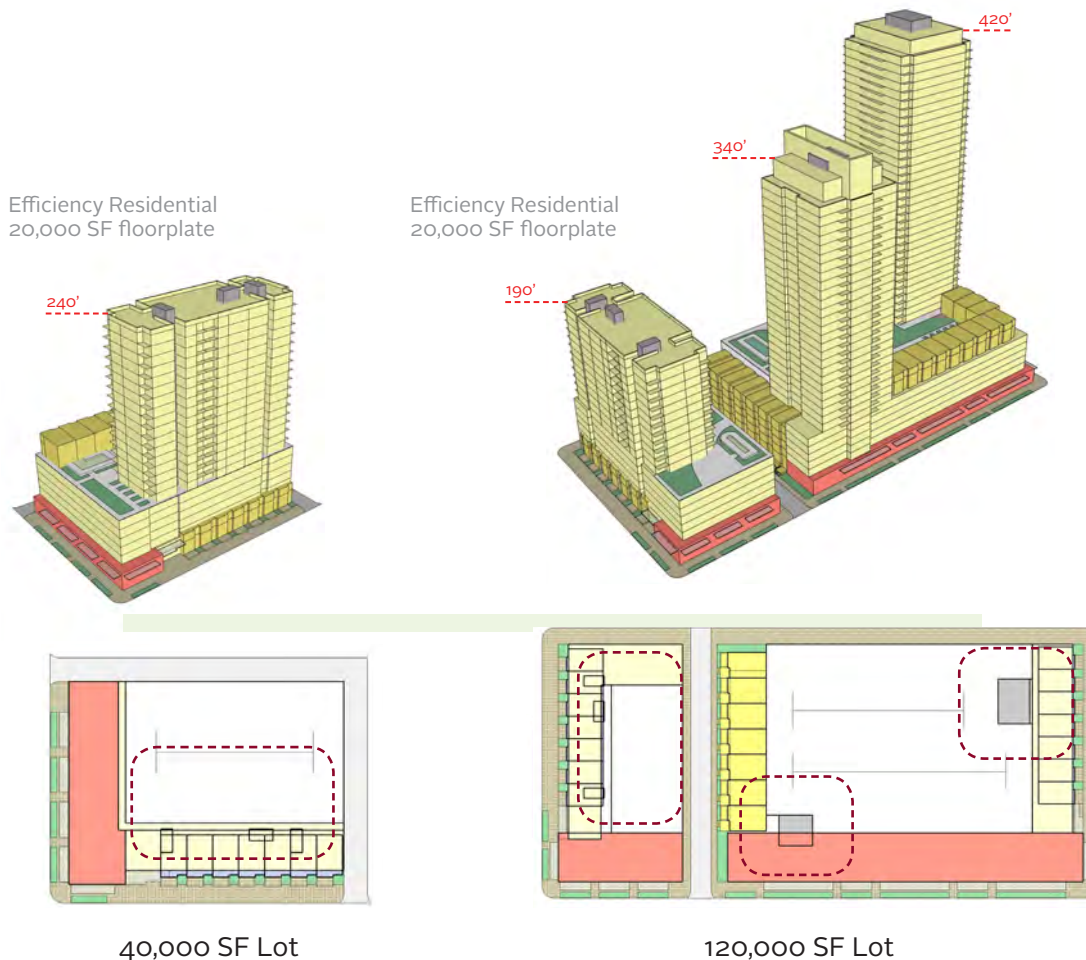 420'
340'
Efficiency Residential
20,000 SF floorplate
Efficiency Residential
20,000 SF floorplate
240'
190'
40,000 SF Lot
120,000 SF Lot